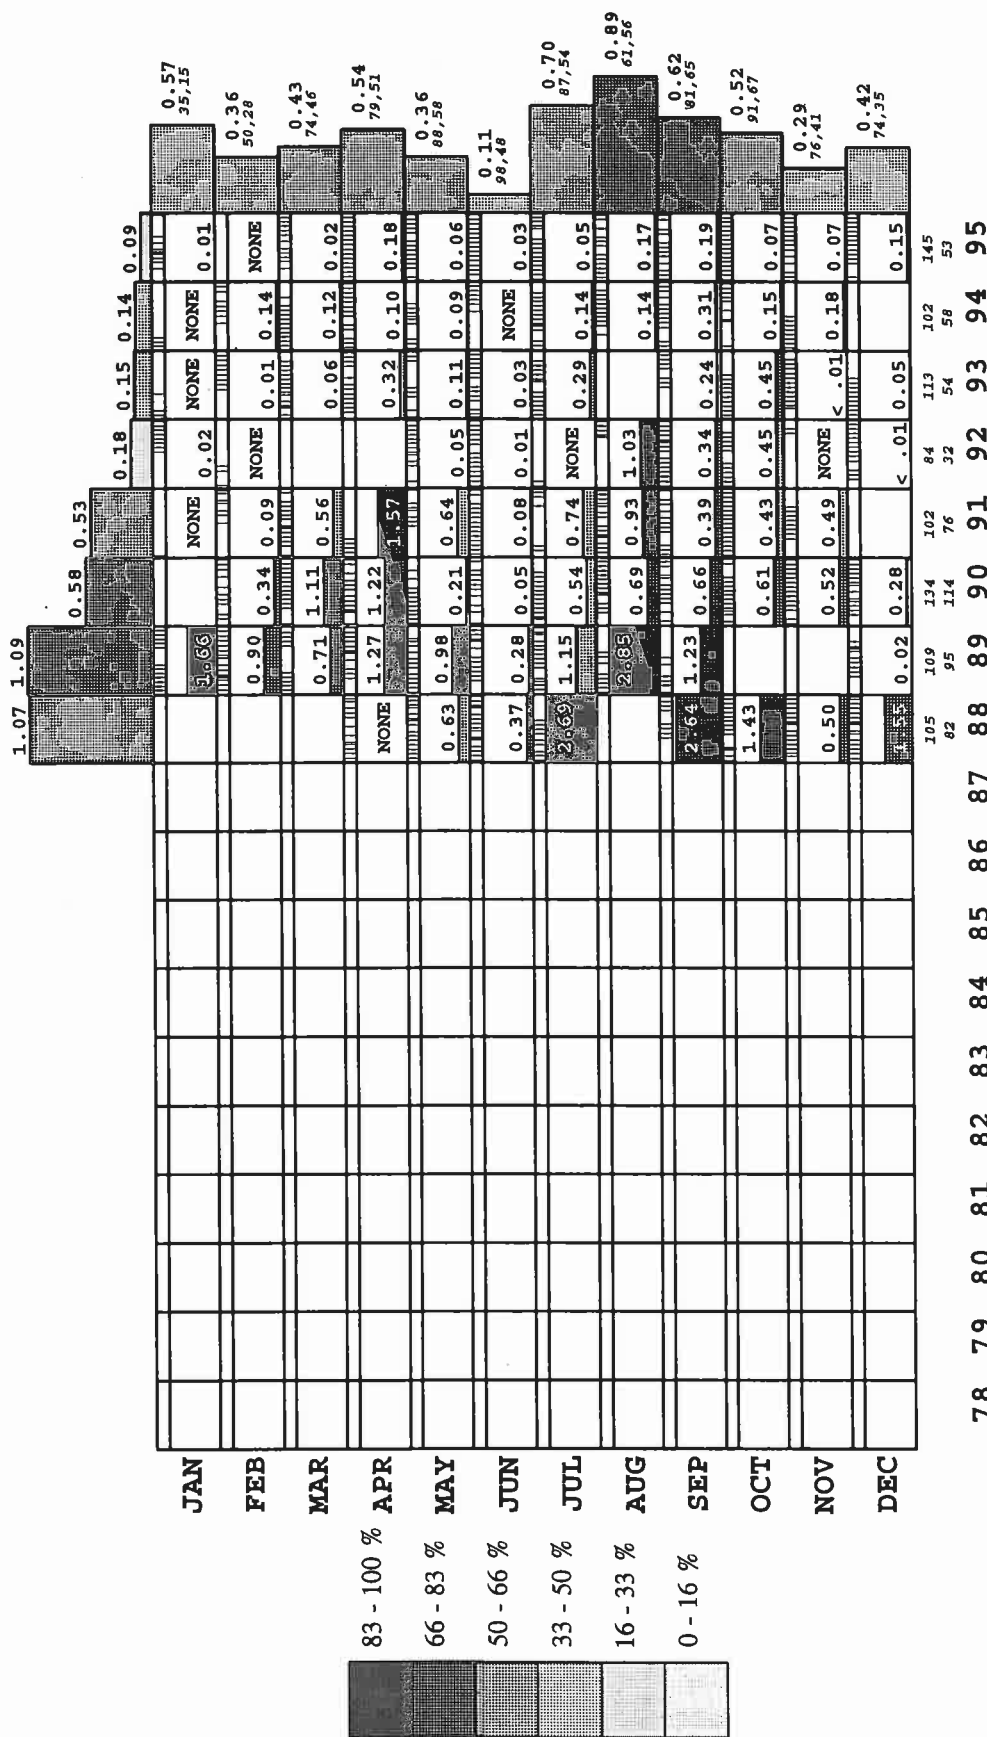 1.07 1.09 0.58 0.53 0.18 0.15 0.14 0.09
JAN 1.66 NONE 0.02 NONE NONE 0.01 0.57
35,15
FEB 0.90 0.34 0.09 NONE 0.01 0.14 NONE 0.36
50,28
MAR 0.71 1.11 0.56 0.06 0.12 0.02 0.43
74,46
APR NONE 1.27 1.22 1.57 0.32 0.10 0.18 0.54
79,51
MAY 0.63 0.98 0.21 0.64 0.05 0.11 0.09 0.06 0.36
88,58
JUN 0.37 0.28 0.05 0.08 0.01 0.03 NONE 0.03 0.11
98,48
JUL 2.69 1.15 0.54 0.74 NONE 0.29 0.14 0.05 0.70
87,54
AUG 2.85 0.69 0.93 1.03 0.14 0.17 0.89
61,56
SEP 2.64 1.23 0.66 0.39 0.34 0.24 0.31 0.19 0.62
81,65
OCT 1.43 0.61 0.43 0.45 0.45 0.15 0.07 0.52
91,67
NOV 0.50 0.52 0.49 NONE < .01 0.18 0.07 0.29
76,41
DEC 1.55 0.02 0.28 < .01 0.05 0.15 0.42
74,35
105 109 134 102 84 113 102 145
82 95 114 76 32 54 58 53
78 79 80 81 82 83 84 85 86 87 88 89 90 91 92 93 94 95
83 - 100 %
66 - 83 %
50 - 66 %
33 - 50 %
16 - 33 %
0 - 16 %